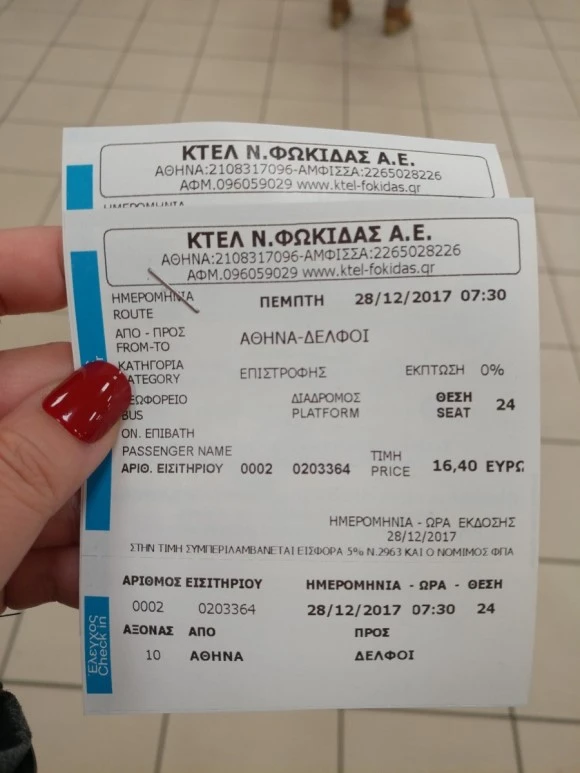 ΚΤΕΛ Ν.ΦΩΚΙΔΑΣ Α.Ε.
ΑΘΗΝΑ:2108317096-ΑΜΦΙΣΣΑ:2265028226
ΑΦΜ.096059029 www.ktel-fokidas.gr
ΚΤΕΛ Ν.ΦΩΚΙΔΑΣ Α.Ε.
ΑΘΗΝΑ:2108317096-ΑΜΦΙΣΣΑ:2265028226
ΑΦΜ.096059029 www.ktel-fokidas.gr
ΗΜΕΡΟΜΗΝΙΑ ΠΕΜΠΤΗ 28/12/2017 07:30
ROUTE
ΑΠΟ - ΠΡΟΣ ΑΘΗΝΑ-ΔΕΛΦΟΙ
FROM-TO
ΚΑΤΗΓΟΡΙΑ ΕΠΙΣΤΡΟΦΗΣ ΕΚΠΤΩΣΗ 0%
ATEGORY
ΕΩΦΟΡΕΙΟ ΔΙΑΔΡΟΜΟΣ ΘΕΣΗ 24
BUS PLATFORM SEAT
ΟΝ. ΕΠΙΒΑΤΗ
PASSENGER NAME ΤΙΜΗ
ΑΡΙΘ. ΕΙΣΙΤΗΡΙΟΥ 0002 0203364 PRICE 16,40 ΕΥΡΩ
ΗΜΕΡΟΜΗΝΙΑ - ΩΡΑ ΕΚΔΟΣΗΣ
28/12/2017
ΣΤΗΝ ΤΙΜΗ ΣΥΜΠΕΡΙΛΑΜΒΑΝΕΤΑΙ ΕΙΣΦΟΡΑ 5% Ν.2963 ΚΑΙ Ο ΝΟΜΙΜΟΣ ΦΠΑ
ΑΡΙΘΜΟΣ ΕΙΣΙΤΗΡΙΟΥ ΗΜΕΡΟΜΗΝΙΑ - ΩΡΑ - ΘΕΣΗ
0002 0203364 28/12/2017 07:30 24
ΑΞΟΝΑΣ ΑΠΟ ΠΡΟΣ
10 ΑΘΗΝΑ ΔΕΛΦΟΙ
Έλεγχος
Check in